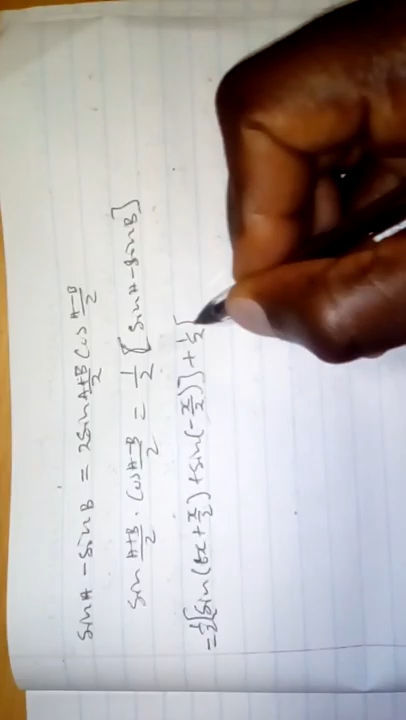 sinA - sinB = 2sin A+B/2 cos A-B/2
sin A+B/2 . cos A-B/2 = 1/2 [sinA - sinB]
= 1/2[sin(6x + π/2) + sin(-π/2)] + 1/2 [